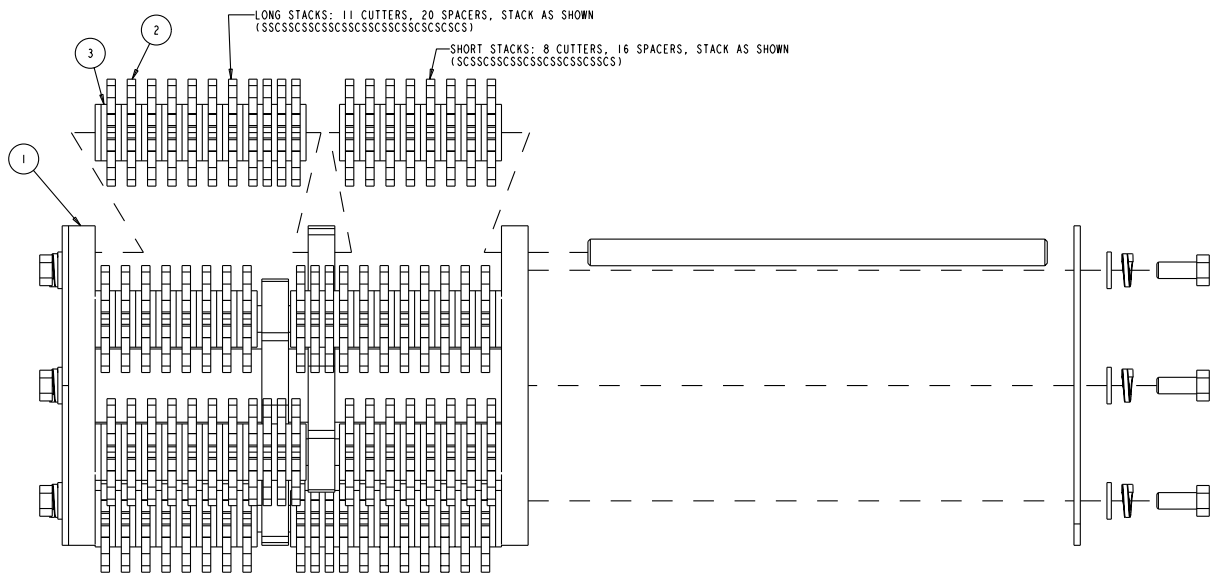 LONG STACKS: 11 CUTTERS, 20 SPACERS, STACK AS SHOWN
(SSCSSCSSCSSCSSCSSCSSCSSCSCSCSCS)
SHORT STACKS: 8 CUTTERS, 16 SPACERS, STACK AS SHOWN
(SCSSCSSCSSCSSCSSCSSCSSCS)
2
3
1